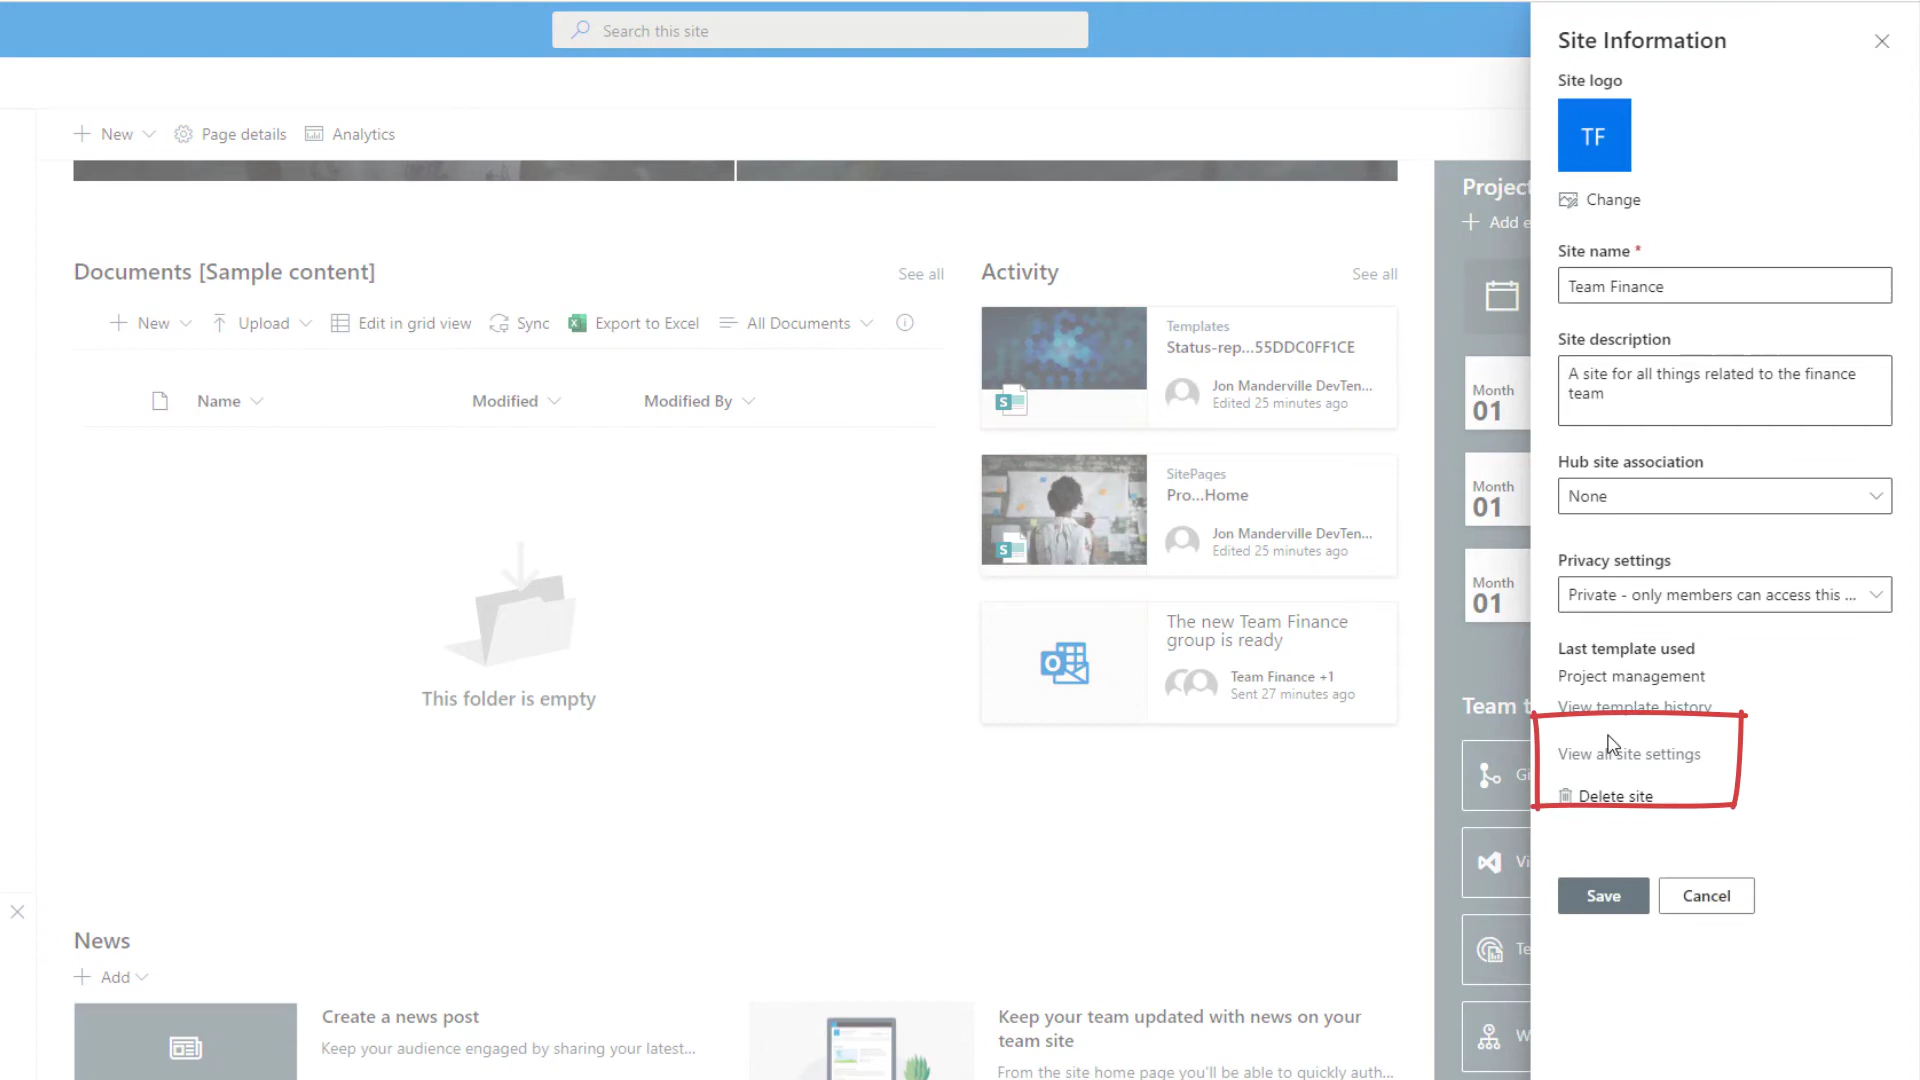 Search this site
New
Page details
Analytics
Documents [Sample content]
See all
New
Upload
Edit in grid view
Sync
Export to Excel
All Documents
Name
Modified
Modified By
This folder is empty
Activity
See all
Templates
Status-rep...55DDC0FF1CE
Jon Manderville DevTen...
Edited 25 minutes ago
SitePages
Pro...Home
Jon Manderville DevTen...
Edited 25 minutes ago
The new Team Finance
group is ready
Team Finance +1
Sent 27 minutes ago
News
Add
Create a news post
Keep your audience engaged by sharing your latest...
Keep your team updated with news on your
team site
From the site home page you'll be able to quickly auth...
Project
Add e
Month
01
Month
01
Month
01
Team t
Gi
Vi
Te
W
Site Information
Site logo
TF
Change
Site name *
Team Finance
Site description
A site for all things related to the finance
team
Hub site association
None
Privacy settings
Private - only members can access this ...
Last template used
Project management
View template history
View all site settings
Delete site
Save
Cancel